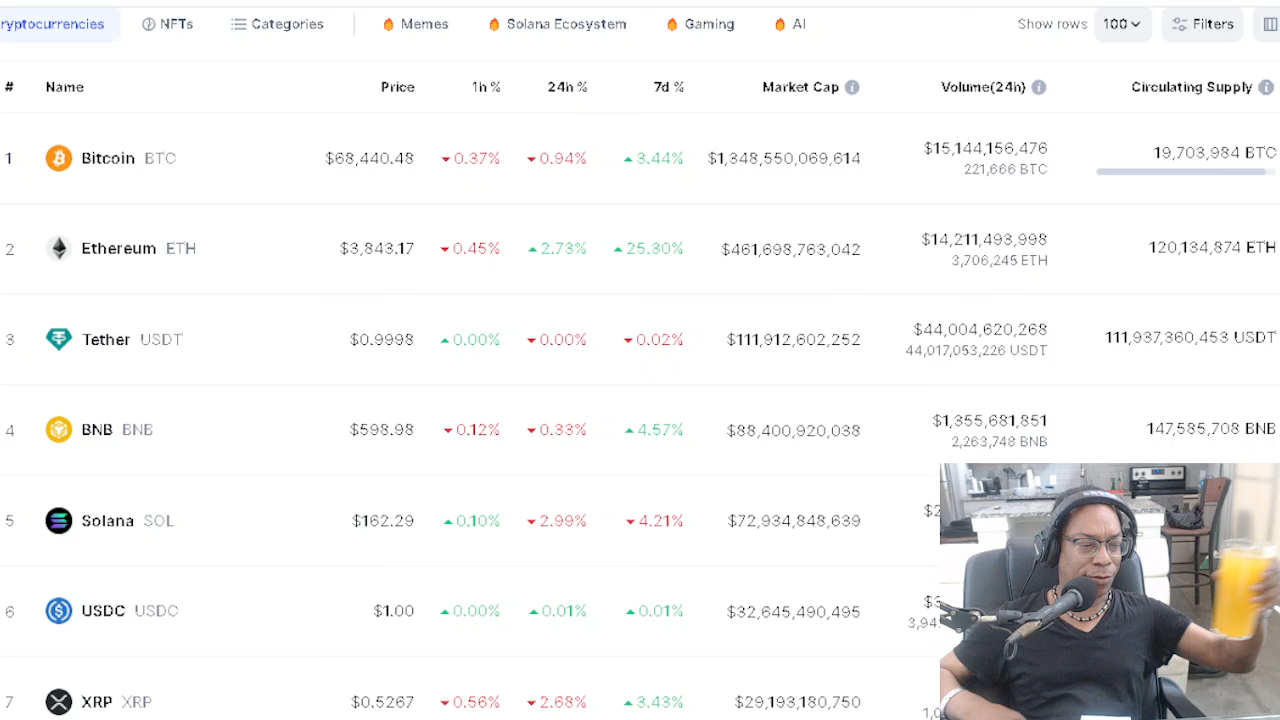 ryptocurrencies NFTs Categories Memes Solana Ecosystem Gaming AI Show rows 100 Filters
# Name Price 1h % 24h % 7d % Market Cap Volume(24h) Circulating Supply
1 Bitcoin BTC $68,440.48 0.37% 0.94% 3.44% $1,348,550,069,614 $15,144,156,476 19,703,984 BTC
221,666 BTC
2 Ethereum ETH $3,843.17 0.45% 2.73% 25.30% $461,698,763,042 $14,211,493,998 120,134,874 ETH
3,706,245 ETH
3 Tether USDT $0.9998 0.00% 0.00% 0.02% $111,912,602,252 $44,004,620,268 111,937,360,453 USDT
44,017,053,226 USDT
4 BNB BNB $598.98 0.12% 0.33% 4.57% $88,400,920,038 $1,355,681,851 147,585,708 BNB
2,263,748 BNB
5 Solana SOL $162.29 0.10% 2.99% 4.21% $72,934,848,639
6 USDC USDC $1.00 0.00% 0.01% 0.01% $32,645,490,495
7 XRP XRP $0.5267 0.56% 2.68% 3.43% $29,193,180,750